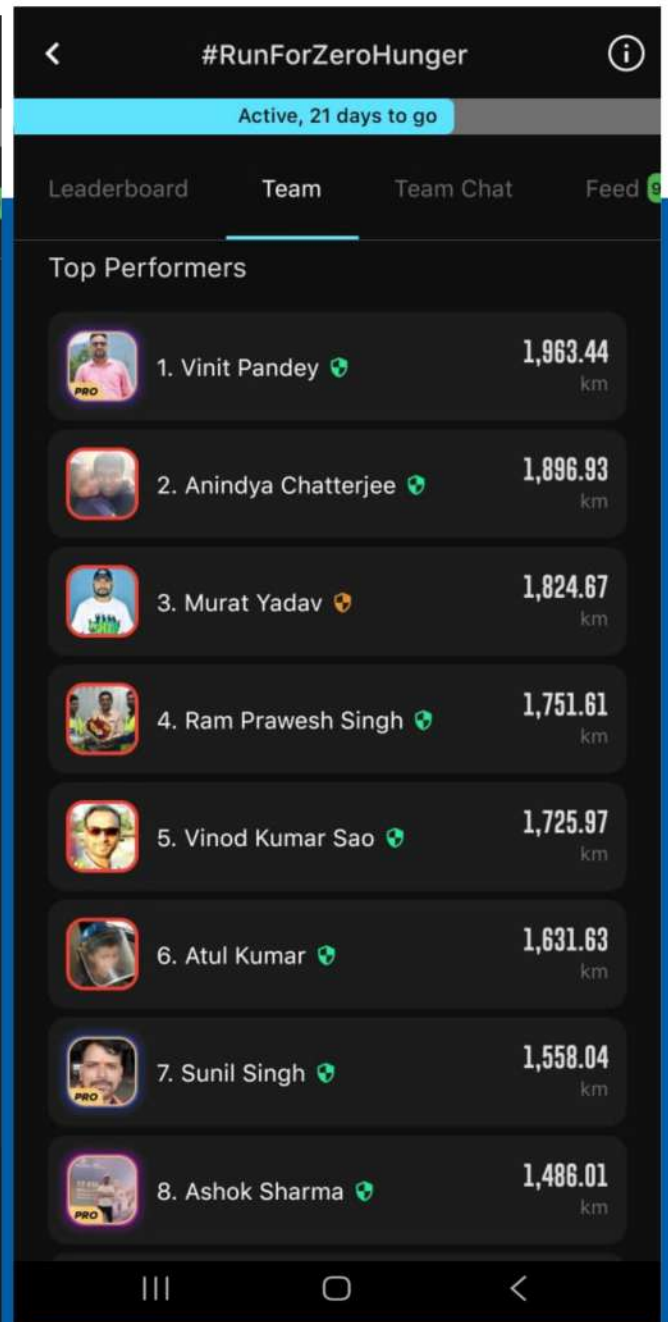 #RunForZeroHunger
Active, 21 days to go
Leaderboard Team Team Chat Feed 9
Top Performers
PRO
1. Vinit Pandey 1,963.44
km
2. Anindya Chatterjee 1,896.93
km
3. Murat Yadav 1,824.67
km
4. Ram Prawesh Singh 1,751.61
km
5. Vinod Kumar Sao 1,725.97
km
6. Atul Kumar 1,631.63
km
PRO
7. Sunil Singh 1,558.04
km
PRO
8. Ashok Sharma 1,486.01
km